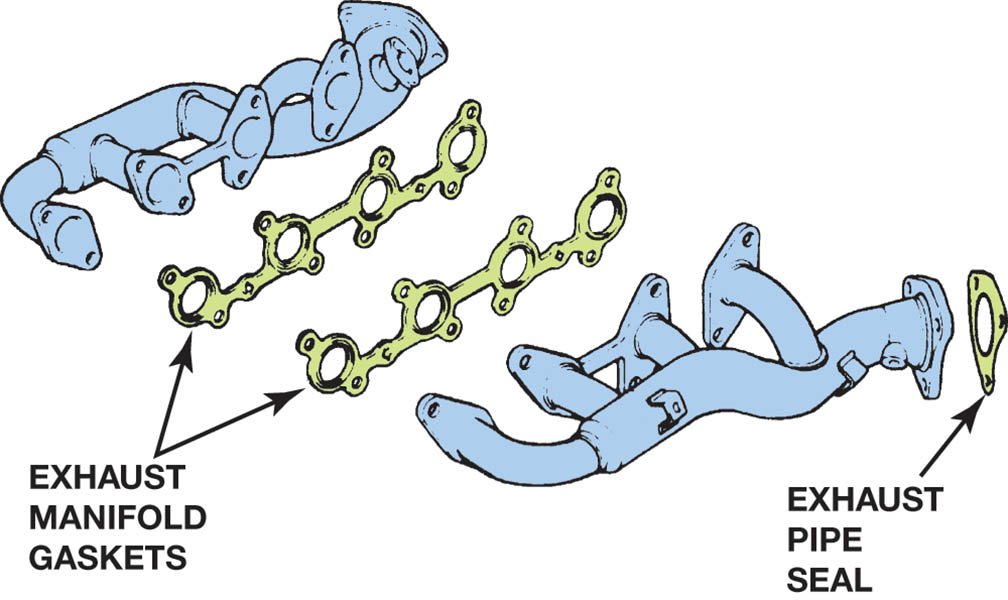 EXHAUST
MANIFOLD
GASKETS
EXHAUST
PIPE
SEAL